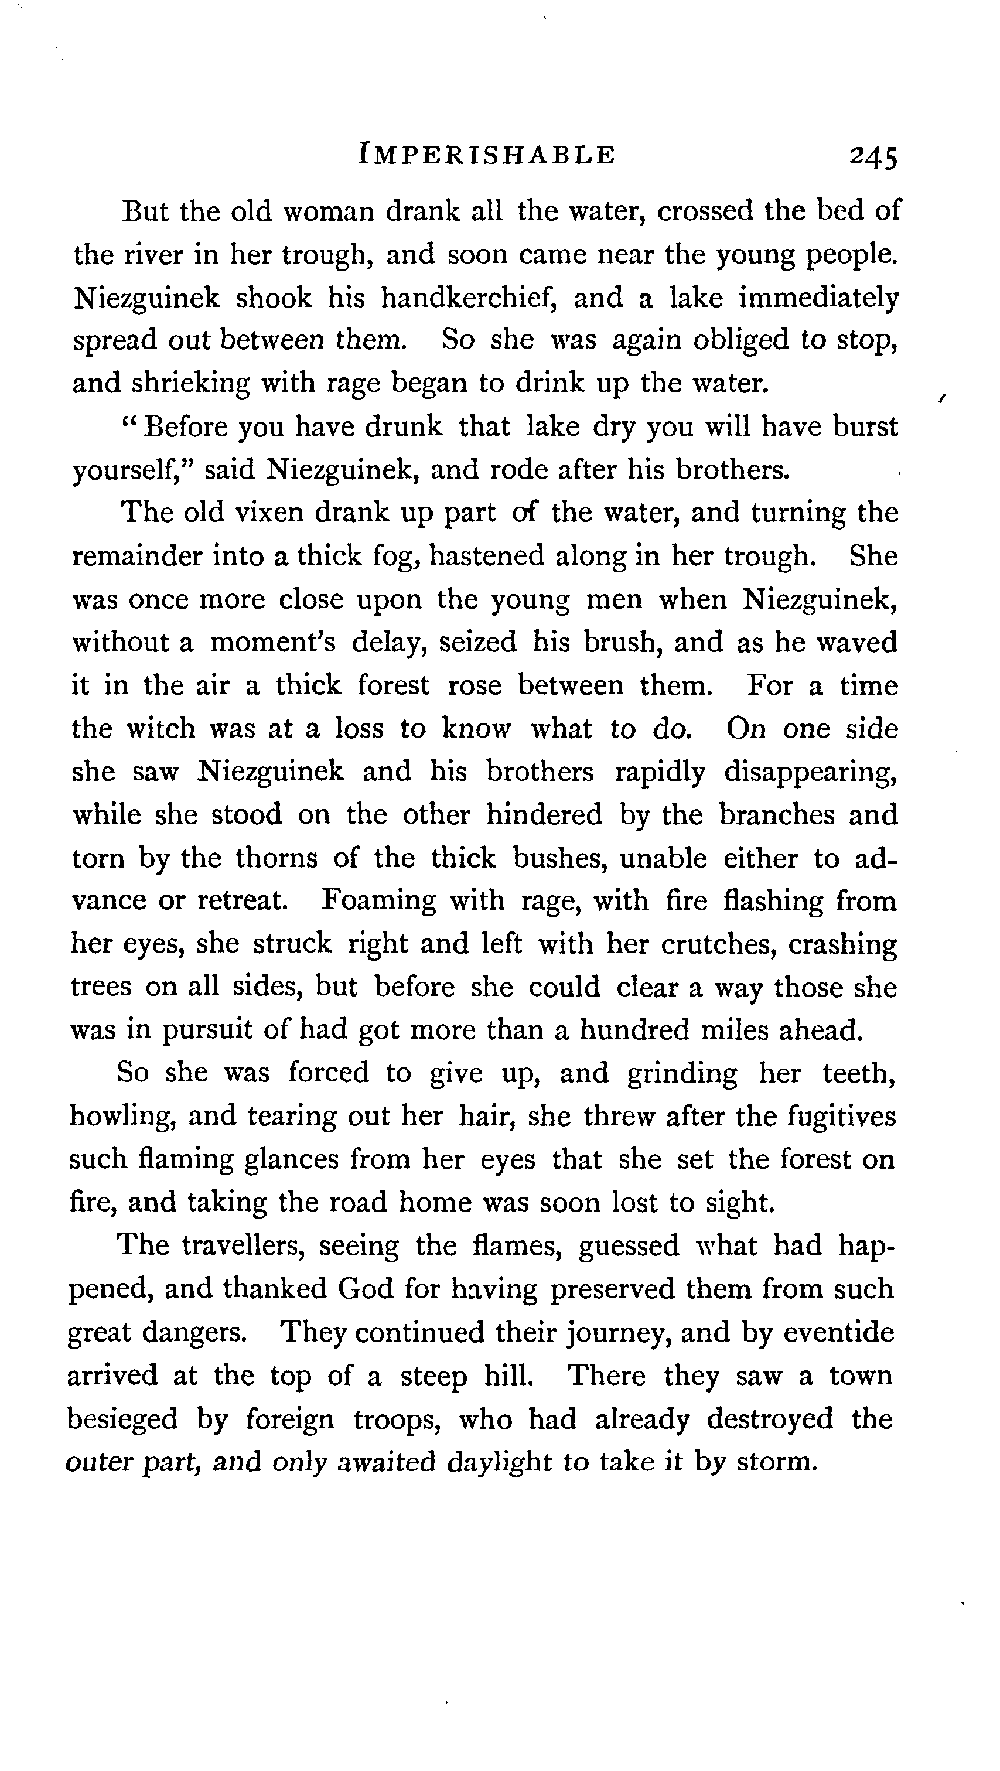 IMPERISHABLE 245
But the old woman drank all the water, crossed the bed of
the river in her trough, and soon came near the young people.
Niezguinek shook his handkerchief, and a lake immediately
spread out between them. So she was again obliged to stop,
and shrieking with rage began to drink up the water.
“Before you have drunk that lake dry you will have burst
yourself,” said Niezguinek, and rode after his brothers.
The old vixen drank up part of the water, and turning the
remainder into a thick fog, hastened along in her trough. She
was once more close upon the young men when Niezguinek,
without a moment's delay, seized his brush, and as he waved
it in the air a thick forest rose between them. For a time
the witch was at a loss to know what to do. On one side
she saw Niezguinek and his brothers rapidly disappearing,
while she stood on the other hindered by the branches and
torn by the thorns of the thick bushes, unable either to ad-
vance or retreat. Foaming with rage, with fire flashing from
her eyes, she struck right and left with her crutches, crashing
trees on all sides, but before she could clear a way those she
was in pursuit of had got more than a hundred miles ahead.
So she was forced to give up, and grinding her teeth,
howling, and tearing out her hair, she threw after the fugitives
such flaming glances from her eyes that she set the forest on
fire, and taking the road home was soon lost to sight.
The travellers, seeing the flames, guessed what had hap-
pened, and thanked God for having preserved them from such
great dangers. They continued their journey, and by eventide
arrived at the top of a steep hill. There they saw a town
besieged by foreign troops, who had already destroyed the
outer part, and only awaited daylight to take it by storm.